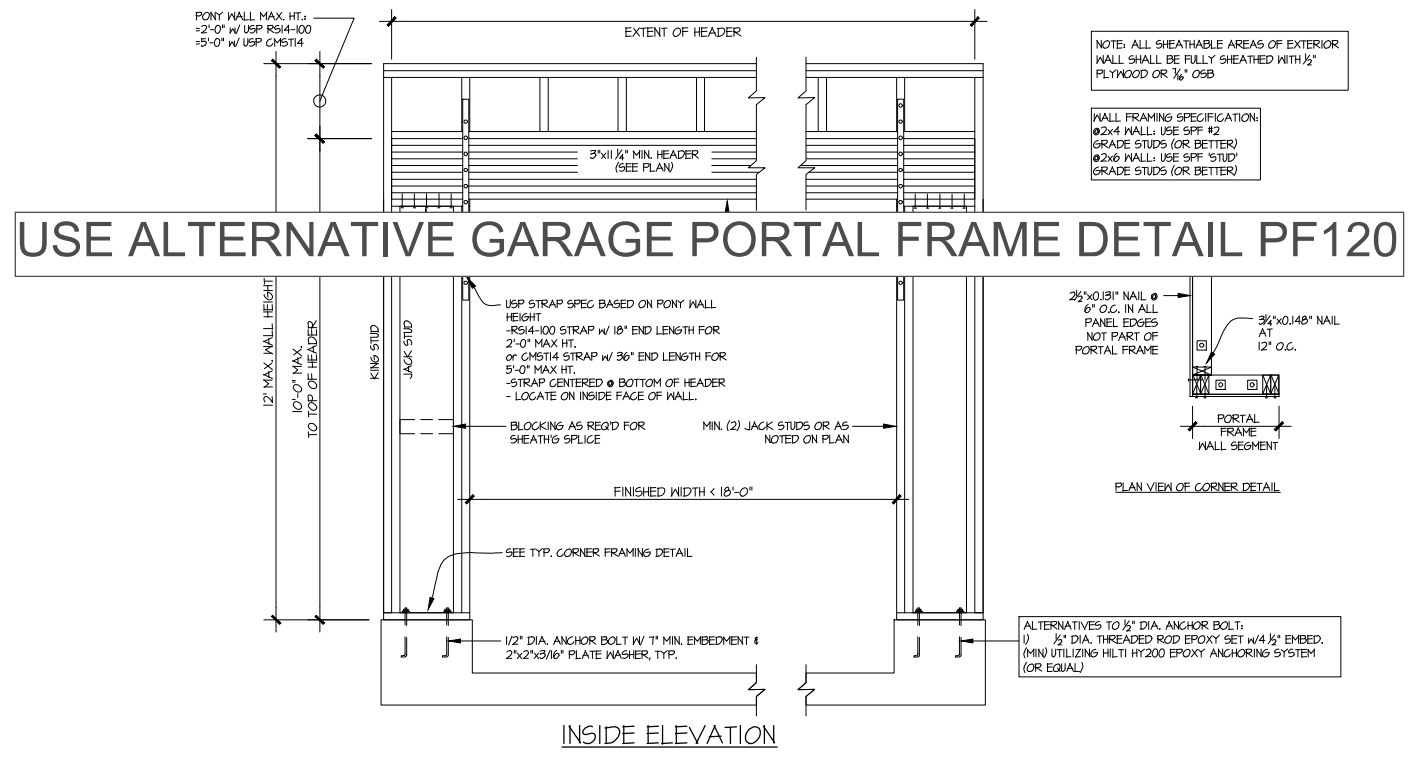 PONY WALL MAX. HT.:
=2'-0" W/ USP RS14-100
=5'-0" W/ USP CMST14
EXTENT OF HEADER
NOTE: ALL SHEATHABLE AREAS OF EXTERIOR
WALL SHALL BE FULLY SHEATHED WITH ½"
PLYWOOD OR 7/16" OSB
WALL FRAMING SPECIFICATION:
@2x4 WALL: USE SPF #2
GRADE STUDS (OR BETTER)
@2x6 WALL: USE SPF 'STUD'
GRADE STUDS (OR BETTER)
3"x11 ¼" MIN. HEADER
(SEE PLAN)
USE ALTERNATIVE GARAGE PORTAL FRAME DETAIL PF120
12' MAX. WALL HEIGHT
10'-0" MAX.
TO TOP OF HEADER
KING STUD
JACK STUD
USP STRAP SPEC BASED ON PONY WALL
HEIGHT
-RS14-100 STRAP W/ 18" END LENGTH FOR
2'-0" MAX HT.
or CMST14 STRAP W/ 36" END LENGTH FOR
5'-0" MAX HT.
-STRAP CENTERED @ BOTTOM OF HEADER
- LOCATE ON INSIDE FACE OF WALL.
BLOCKING AS REQ'D FOR
SHEATH'G SPLICE
MIN. (2) JACK STUDS OR AS
NOTED ON PLAN
FINISHED WIDTH < 18'-0"
SEE TYP. CORNER FRAMING DETAIL
1/2" DIA. ANCHOR BOLT W/ 7" MIN. EMBEDMENT &
2"x2"x3/16" PLATE WASHER, TYP.
2½"x0.131" NAIL @
6" O.C. IN ALL
PANEL EDGES
NOT PART OF
PORTAL FRAME
3¼"x0.148" NAIL
AT
12" O.C.
PORTAL
FRAME
WALL SEGMENT
PLAN VIEW OF CORNER DETAIL
ALTERNATIVES TO ½" DIA. ANCHOR BOLT:
1) ½" DIA. THREADED ROD EPOXY SET W/4 ½" EMBED.
(MIN) UTILIZING HILTI HY200 EPOXY ANCHORING SYSTEM
(OR EQUAL)
INSIDE ELEVATION